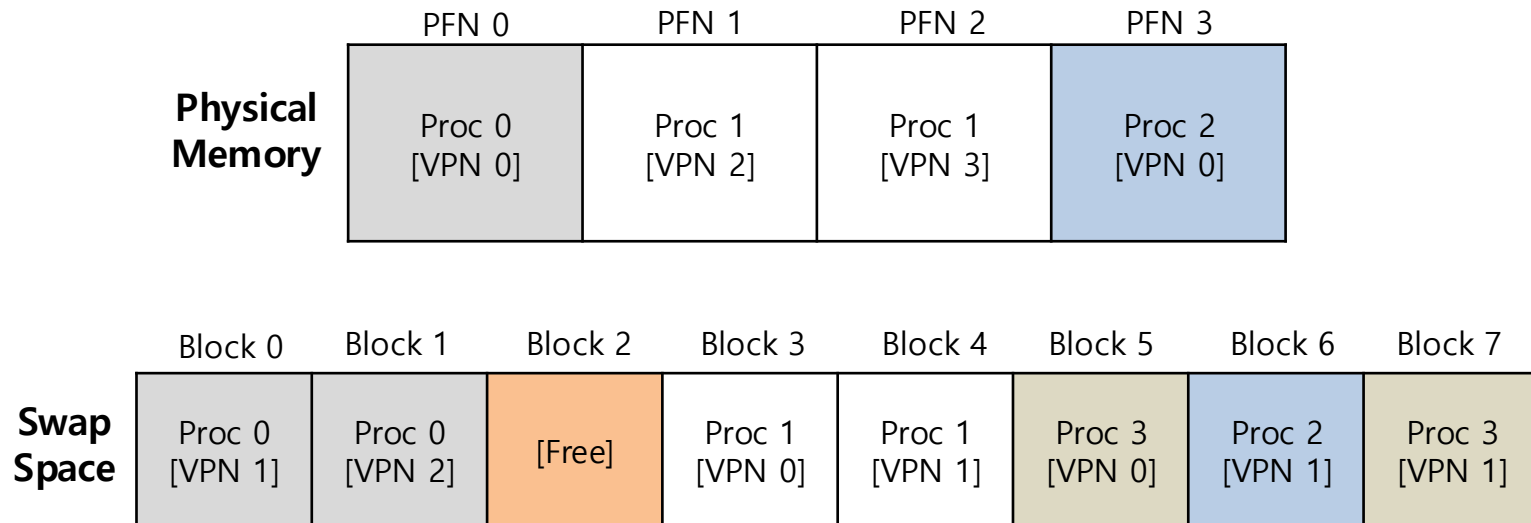 PFN 0 PFN 1 PFN 2 PFN 3
Physical
Memory
Proc 0
[VPN 0]
Proc 1
[VPN 2]
Proc 1
[VPN 3]
Proc 2
[VPN 0]
Block 0 Block 1 Block 2 Block 3 Block 4 Block 5 Block 6 Block 7
Swap
Space
Proc 0
[VPN 1]
Proc 0
[VPN 2]
[Free]
Proc 1
[VPN 0]
Proc 1
[VPN 1]
Proc 3
[VPN 0]
Proc 2
[VPN 1]
Proc 3
[VPN 1]